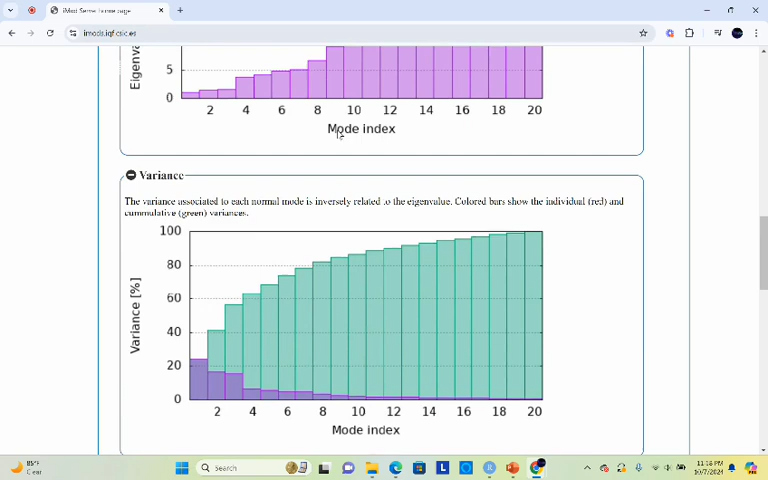 iMod Server home page
imods.iqf.csic.es
Eigenva
5
0
2 4 6 8 10 12 14 16 18 20
Mode index
Variance
The variance associated to each normal mode is inversely related to the eigenvalue. Colored bars show the individual (red) and
cummulative (green) variances.
100
80
60
40
20
0
Variance [%]
2 4 6 8 10 12 14 16 18 20
Mode index
85°F
Clear
Search
11:16 PM
10/7/2024